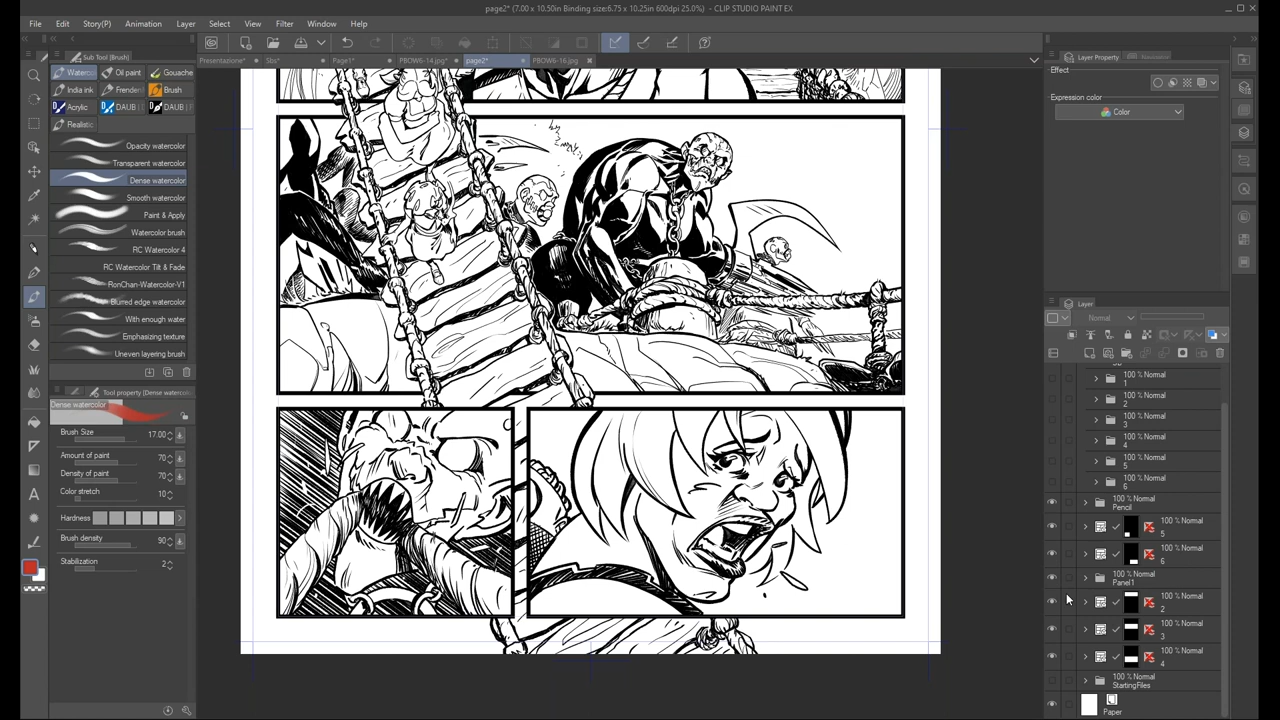 page2* (7.00 x 10.50in Binding size:6.75 x 10.25in 600dpi 25.0%) - CLIP STUDIO PAINT EX
File Edit Story(P) Animation Layer Select View Filter Window Help
Sub Tool [Brush]
Presentazione* Sbs* Page1* PBOW6-14.jpg* page2* PBOW6-16.jpg
Layer Property Navigator
Waterco Oil paint Gouache
India ink Frender Brush
Acrylic DAUB DAUB
Realistic
Opacity watercolor
Transparent watercolor
Dense watercolor
Smooth watercolor
Paint & Apply
Watercolor brush
RC Watercolor 4
RC Watercolor Tilt & Fade
RonChan-Watercolor-V1
Blurred edge watercolor
With enough water
Emphasizing texture
Uneven layering brush
Tool property [Dense watercolor]
Dense watercolor
Brush Size 17.00
Amount of paint 70
Density of paint 70
Color stretch 10
Hardness
Brush density 90
Stabilization 2
Effect
Expression color
Color
Layer
Normal
100 % Normal
1
100 % Normal
2
100 % Normal
3
100 % Normal
4
100 % Normal
5
100 % Normal
6
100 % Normal
Pencil
100 % Normal
5
100 % Normal
6
100 % Normal
Panel1
100 % Normal
2
100 % Normal
3
100 % Normal
4
100 % Normal
StartingFiles
Paper